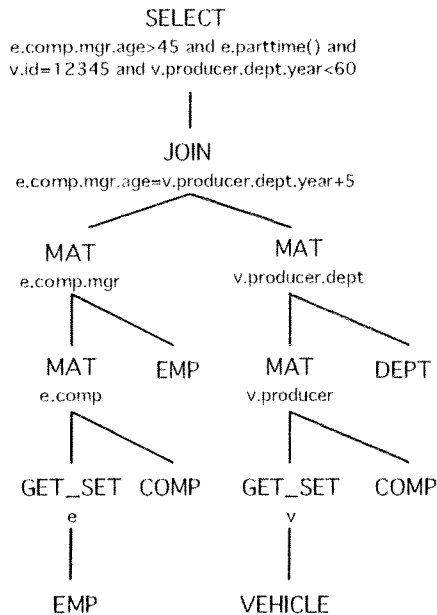 SELECT
e.comp.mgr.age>45 and e.parttime() and
v.id=12345 and v.producer.dept.year<60
JOIN
e.comp.mgr.age=v.producer.dept.year+5
MAT MAT
e.comp.mgr v.producer.dept
MAT EMP MAT DEPT
e.comp v.producer
GET_SET COMP GET_SET COMP
e v
EMP VEHICLE